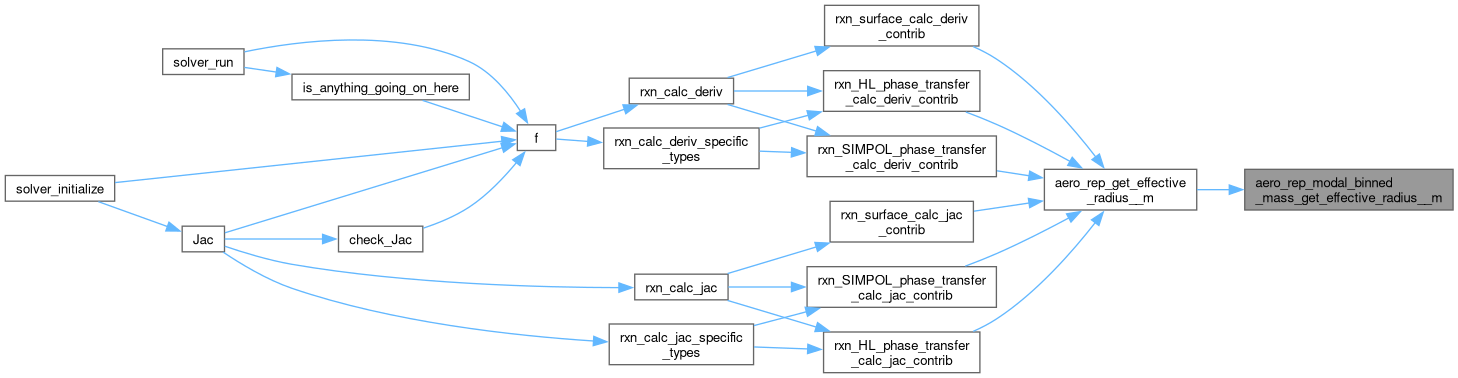 rxn_surface_calc_deriv
_contrib
solver_run
is_anything_going_on_here
rxn_calc_deriv
rxn_HL_phase_transfer
_calc_deriv_contrib
f
rxn_calc_deriv_specific
_types
rxn_SIMPOL_phase_transfer
_calc_deriv_contrib
solver_initialize
aero_rep_get_effective
_radius__m
aero_rep_modal_binned
_mass_get_effective_radius__m
Jac
check_Jac
rxn_surface_calc_jac
_contrib
rxn_calc_jac
rxn_SIMPOL_phase_transfer
_calc_jac_contrib
rxn_calc_jac_specific
_types
rxn_HL_phase_transfer
_calc_jac_contrib